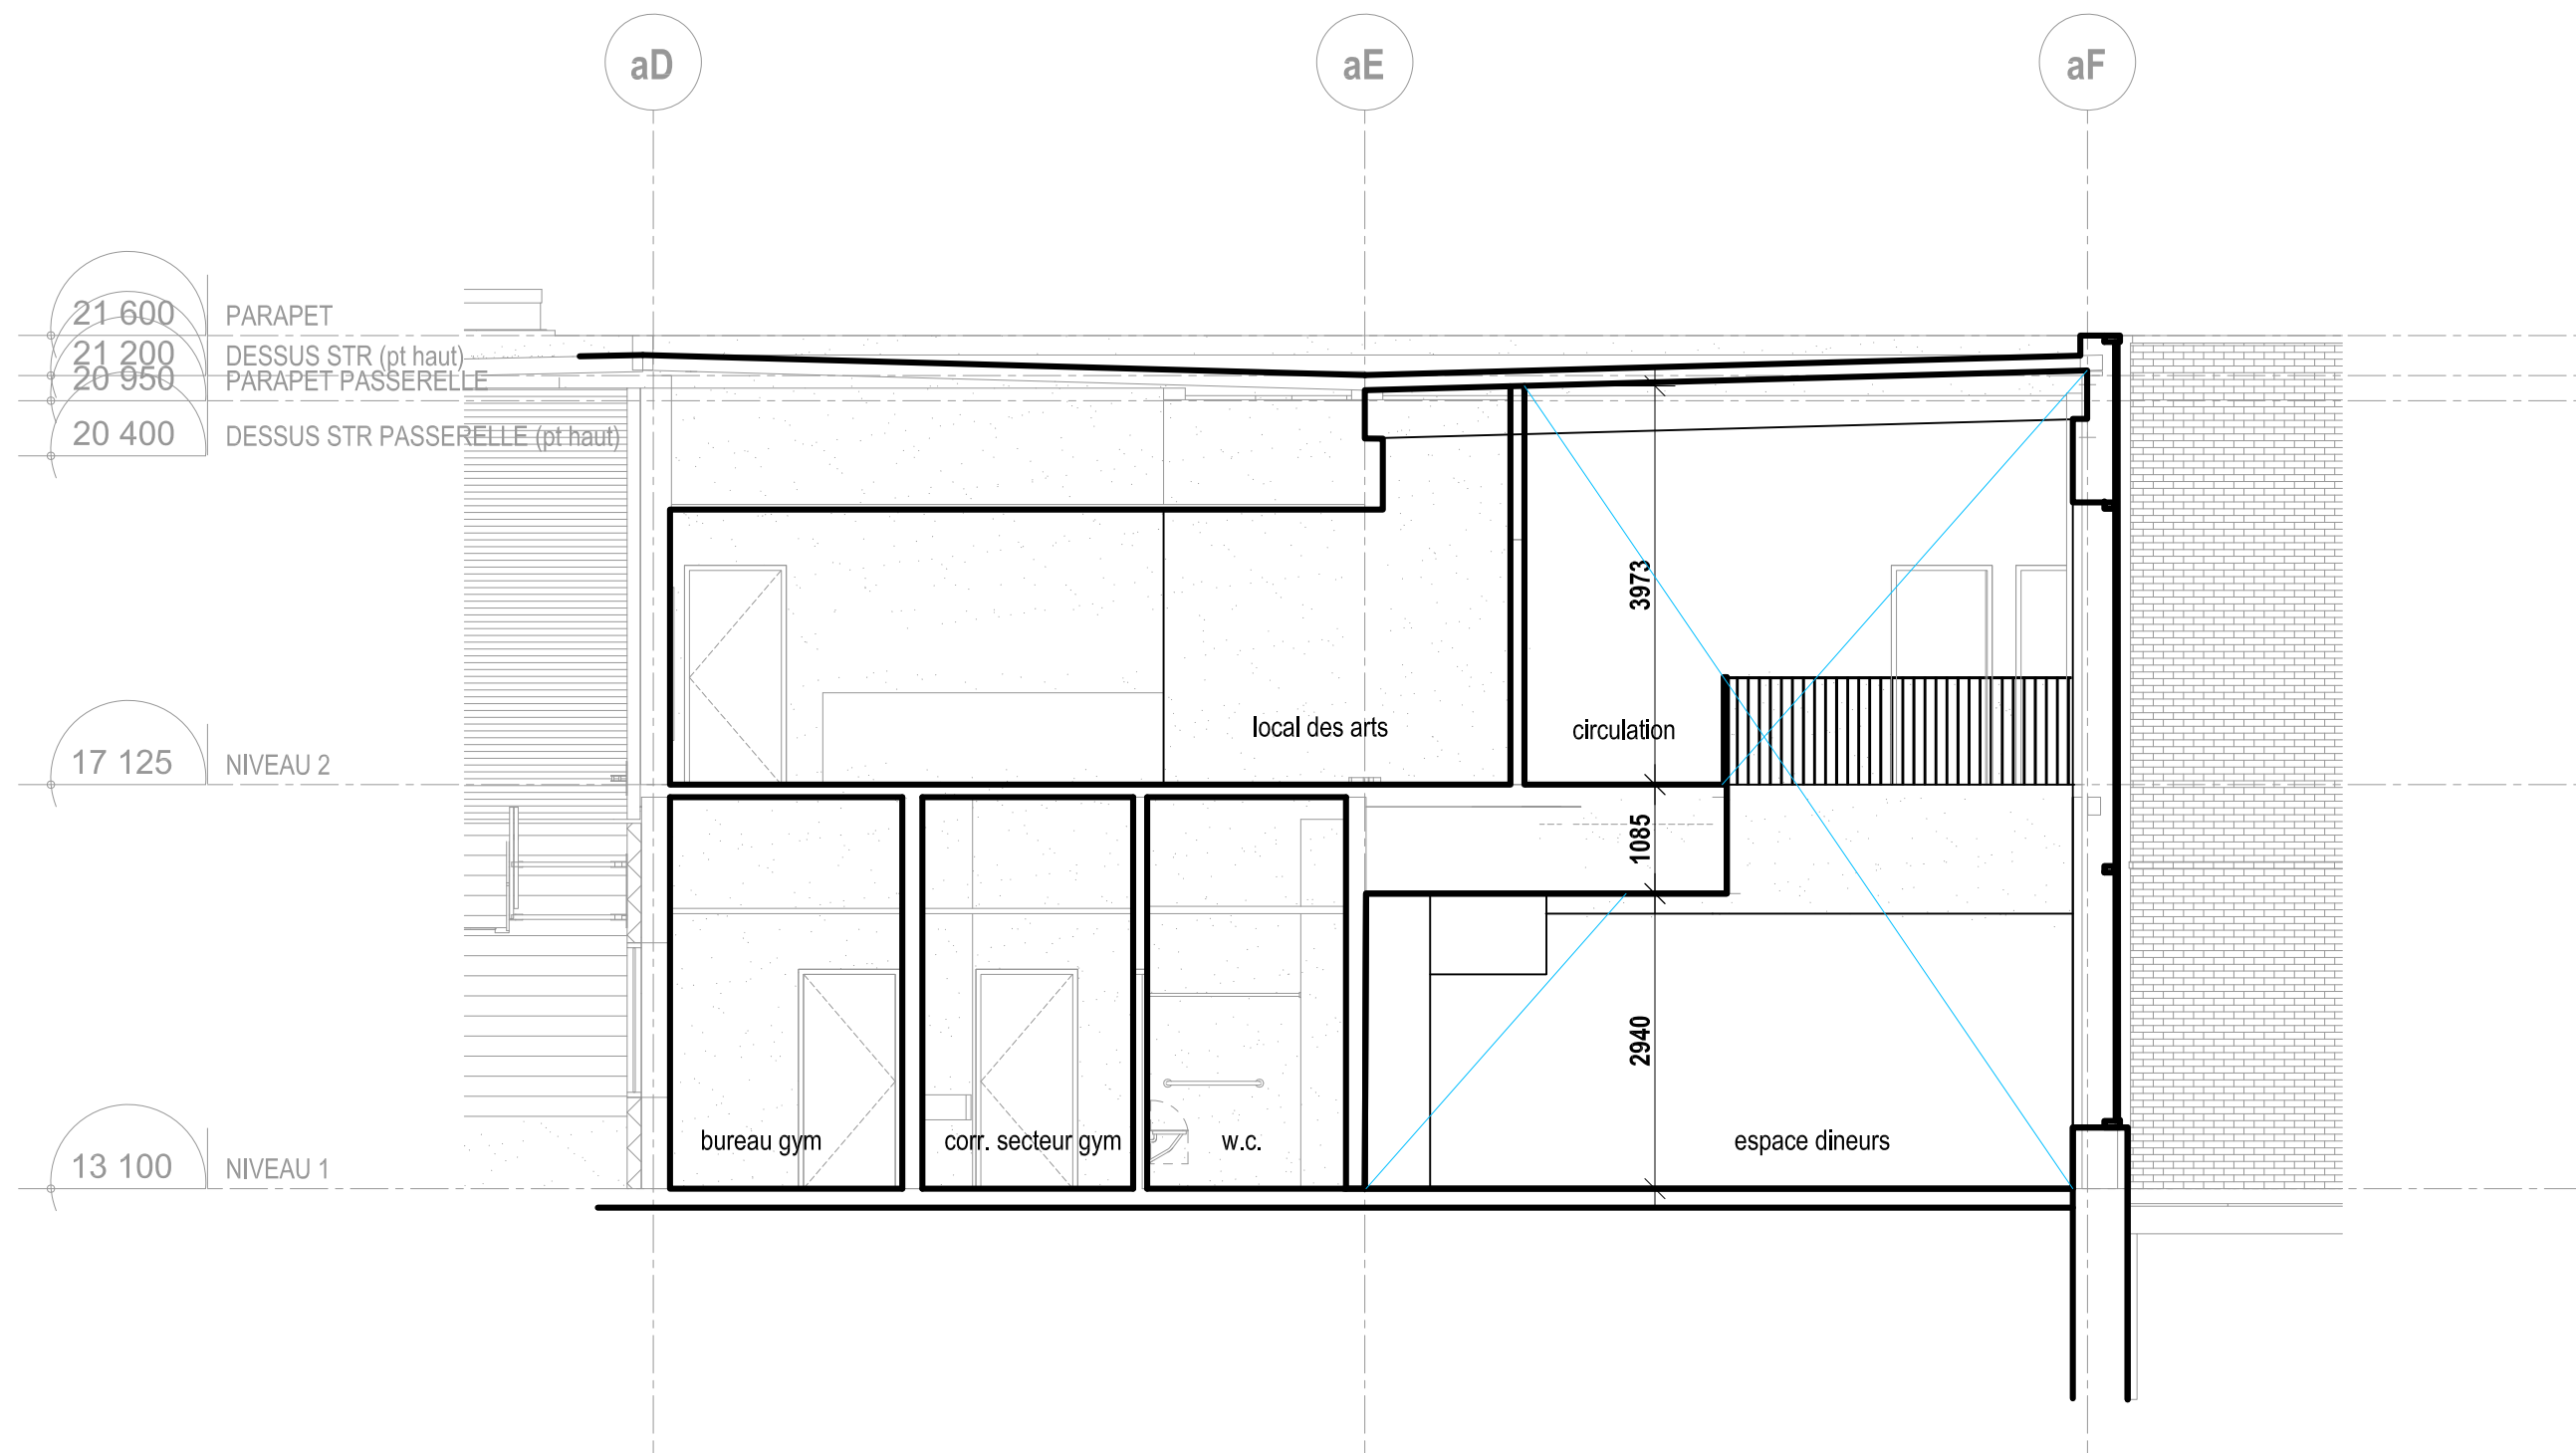 aD
aE
aF
21 600 PARAPET
21 200 DESSUS STR (pt haut)
20 950 PARAPET PASSERELLE
20 400 DESSUS STR PASSERELLE (pt haut)
3973
local des arts
circulation
17 125 NIVEAU 2
1085
2940
bureau gym
corr. secteur gym
w.c.
espace dineurs
13 100 NIVEAU 1